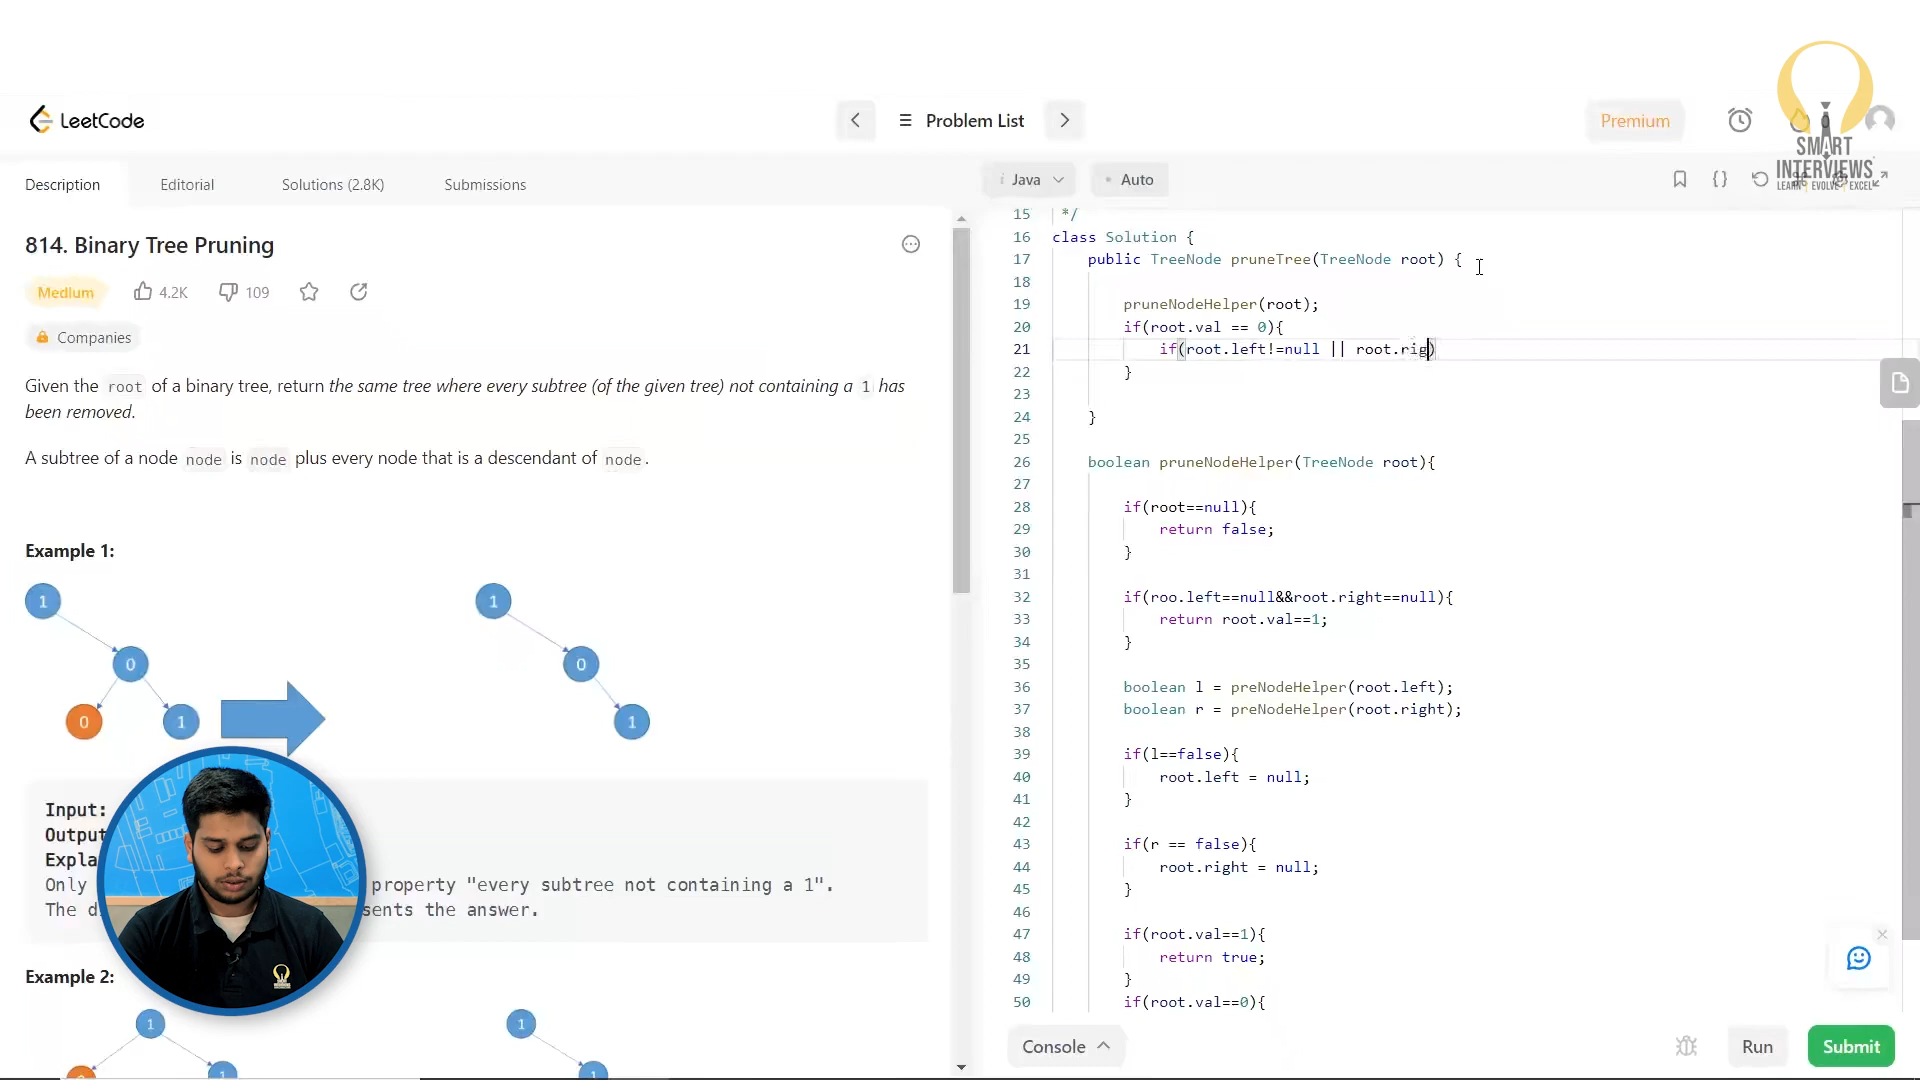 LeetCode
Problem List
Premium
0
SMART
INTERVIEWS
LEARN EVOLVE EXCEL
Description
Editorial
Solutions (2.8K)
Submissions
i Java
Auto
{}
814. Binary Tree Pruning
Medium
4.2K
109
Companies
Given the root of a binary tree, return the same tree where every subtree (of the given tree) not containing a 1 has
been removed.
A subtree of a node node is node plus every node that is a descendant of node.
Example 1:
1
0
0
1
1
0
1
Input:
Output
Expla
Only
property "every subtree not containing a 1".
The d
sents the answer.
Example 2:
1
1
1
1
15 */
16 class Solution {
17 public TreeNode pruneTree(TreeNode root) {
18
19 pruneNodeHelper(root);
20 if(root.val == 0){
21 if(root.left!=null || root.rig)
22 }
23
24 }
25
26 boolean pruneNodeHelper(TreeNode root){
27
28 if(root==null){
29 return false;
30 }
31
32 if(roo.left==null&&root.right==null){
33 return root.val==1;
34 }
35
36 boolean l = preNodeHelper(root.left);
37 boolean r = preNodeHelper(root.right);
38
39 if(l==false){
40 root.left = null;
41 }
42
43 if(r == false){
44 root.right = null;
45 }
46
47 if(root.val==1){
48 return true;
49 }
50 if(root.val==0){
Console
Run
Submit